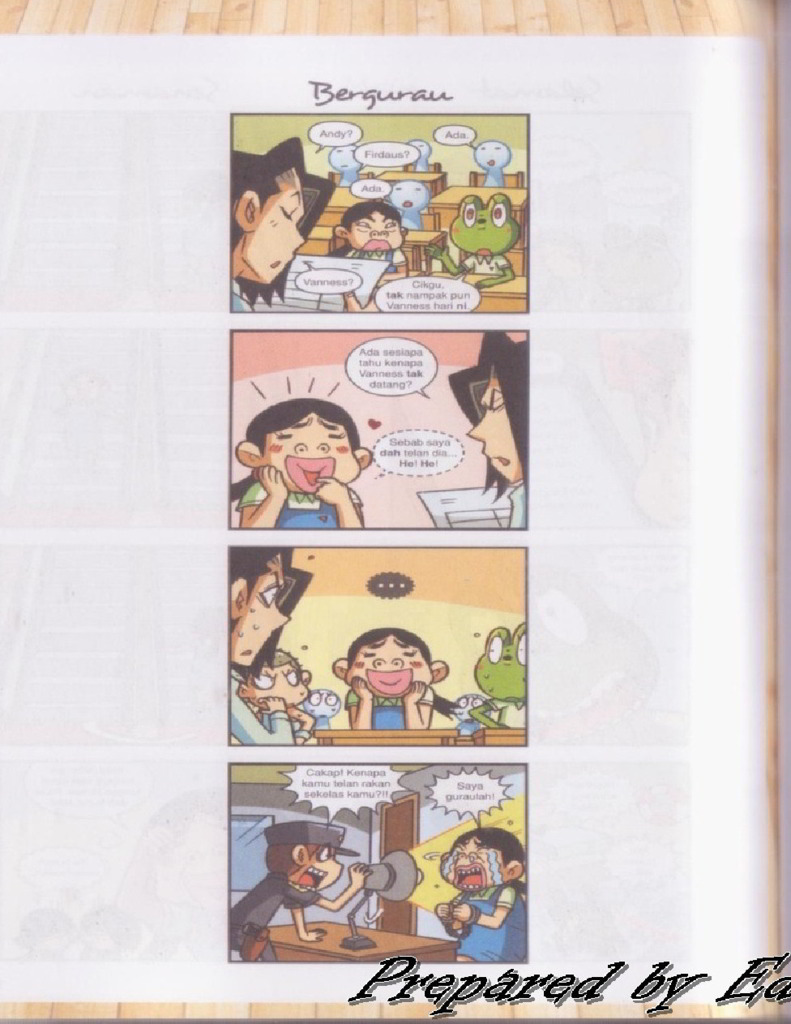 Bergurau
Andy?
Ada.
Firdaus?
Ada.
Vanness?
Cikgu,
tak nampak pun
Vanness hari ni.
Ada sesiapa
tahu kenapa
Vanness tak
datang?
Sebab saya
dah telan dia...
He! He!
...
Cakap! Kenapa
kamu telan rakan
sekelas kamu?!!
Saya
guraulah!
Prepared by Ed